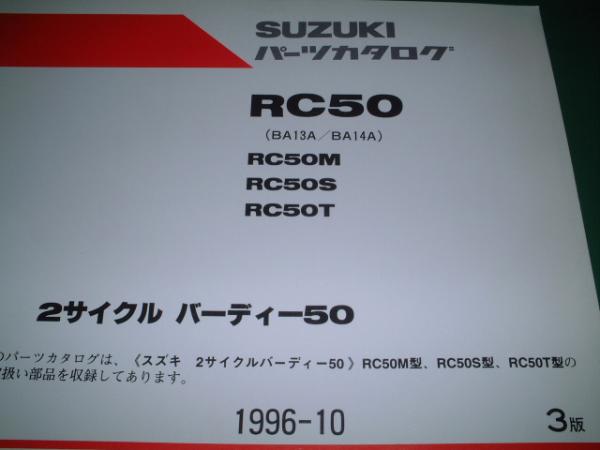 SUZUKI
パーツカタログ
RC50
(BA13A/BA14A)
RC50M
RC50S
RC50T
2サイクル バーディー50
のパーツカタログは、《スズキ 2サイクルバーディー50》RC50M型、RC50S型、RC50T型の
扱い部品を収録してあります。
1996-10
3版